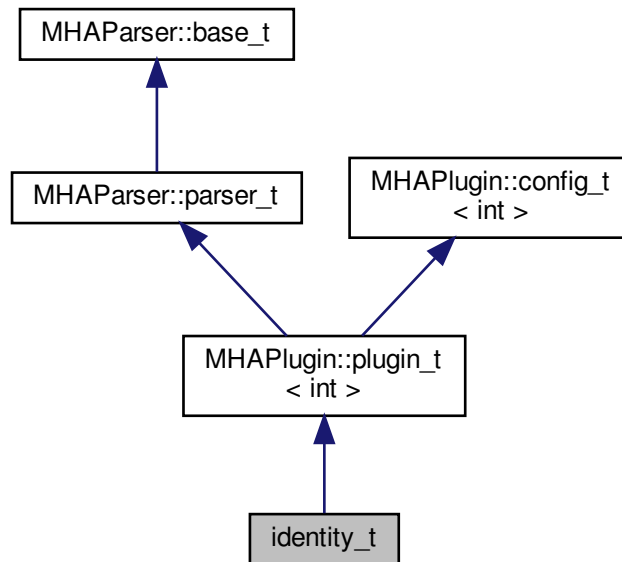 MHAParser::base_t
MHAParser::parser_t
MHAPlugin::config_t
< int >
MHAPlugin::plugin_t
< int >
identity_t